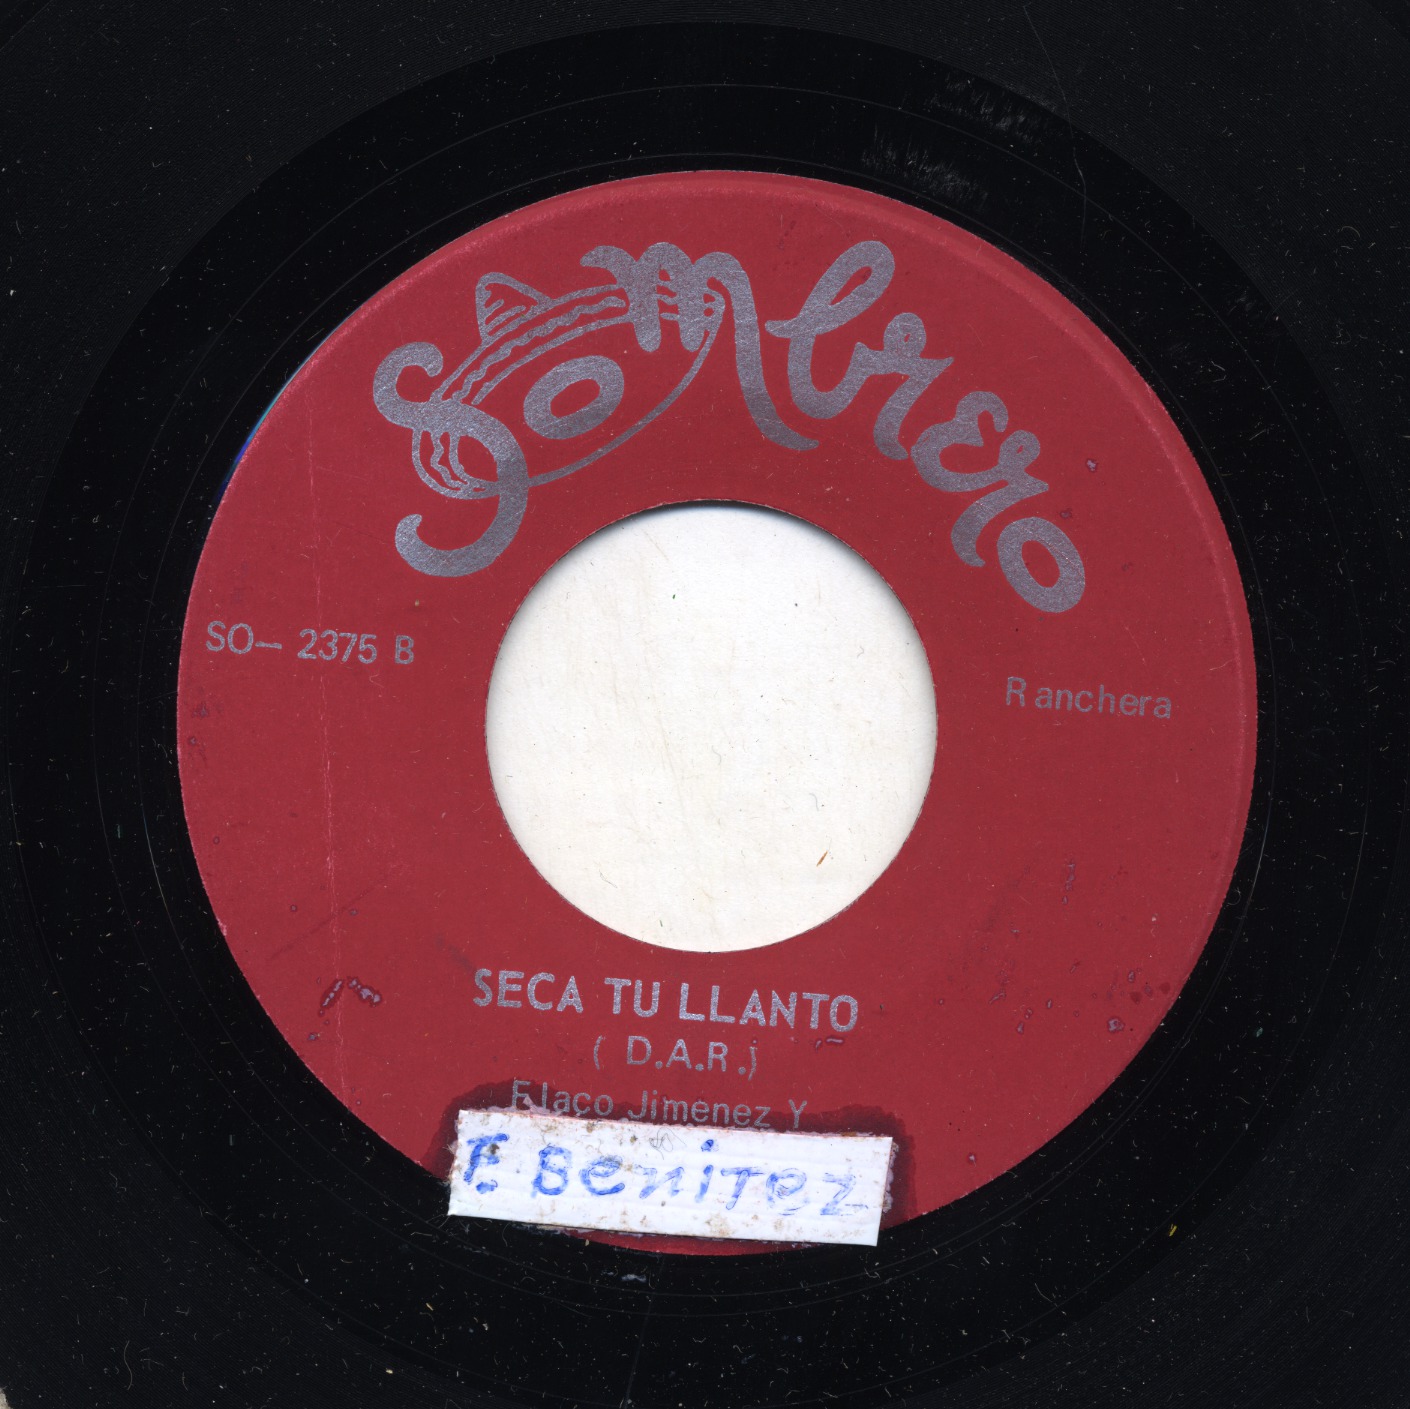 Sombrero
SO- 2375 B
Ranchera
SECA TU LLANTO
( D.A.R.)
Flaco Jimenez Y
F Benitez